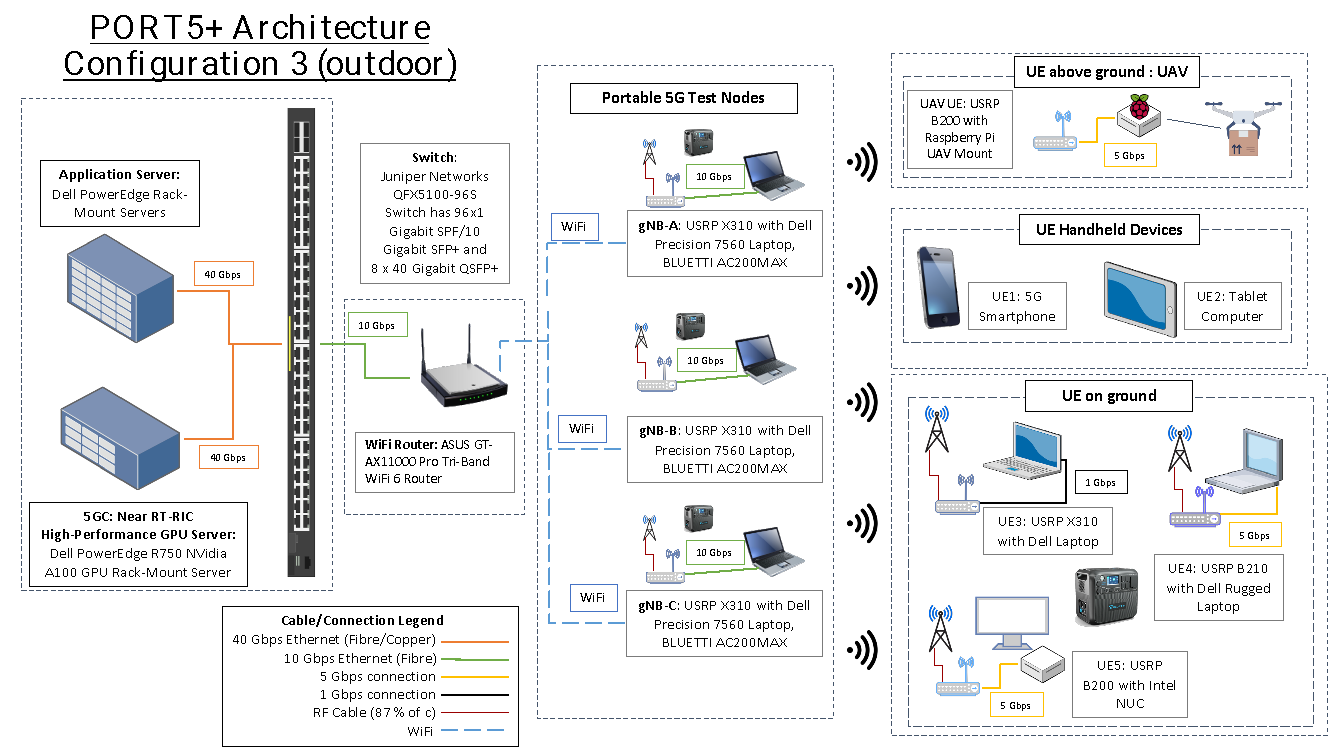 PORT5+ Architecture
Configuration 3 (outdoor)
Application Server:
Dell PowerEdge Rack-
Mount Servers
40 Gbps
40 Gbps
5GC: Near RT-RIC
High-Performance GPU Server:
Dell PowerEdge R750 NVidia
A100 GPU Rack-Mount Server
Switch:
Juniper Networks
QFX5100-96S
Switch has 96x1
Gigabit SPF/10
Gigabit SFP+ and
8 x 40 Gigabit QSFP+
10 Gbps
WiFi Router: ASUS GT-
AX11000 Pro Tri-Band
WiFi 6 Router
Cable/Connection Legend
40 Gbps Ethernet (Fibre/Copper)
10 Gbps Ethernet (Fibre)
5 Gbps connection
1 Gbps connection
RF Cable (87% of c)
WiFi
Portable 5G Test Nodes
10 Gbps
WiFi
gNB-A: USRP X310 with Dell
Precision 7560 Laptop,
BLUETTI AC200MAX
10 Gbps
WiFi
gNB-B: USRP X310 with Dell
Precision 7560 Laptop,
BLUETTI AC200MAX
10 Gbps
WiFi
gNB-C: USRP X310 with Dell
Precision 7560 Laptop,
BLUETTI AC200MAX
UE above ground : UAV
UAV UE: USRP
B200 with
Raspberry Pi
UAV Mount
5 Gbps
UE Handheld Devices
UE1: 5G
Smartphone
UE2: Tablet
Computer
UE on ground
1 Gbps
UE3: USRP X310
with Dell Laptop
5 Gbps
UE4: USRP B210
with Dell Rugged
Laptop
5 Gbps
UE5: USRP
B200 with Intel
NUC